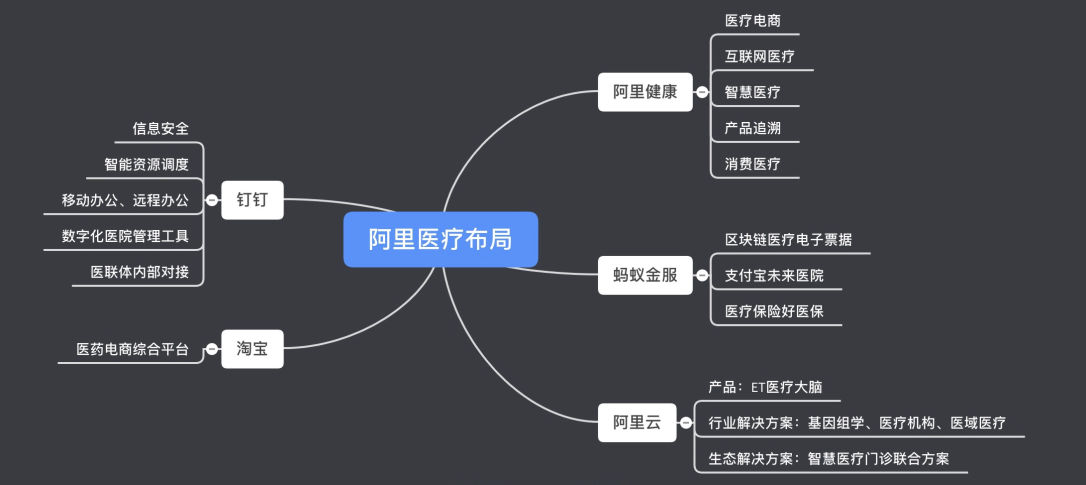 阿里医疗布局
阿里健康
医疗电商
互联网医疗
智慧医疗
产品追溯
消费医疗
蚂蚁金服
区块链医疗电子票据
支付宝未来医院
医疗保险好医保
阿里云
产品：ET医疗大脑
行业解决方案：基因组学、医疗机构、医域医疗
生态解决方案：智慧医疗门诊联合方案
钉钉
信息安全
智能资源调度
移动办公、远程办公
数字化医院管理工具
医联体内部对接
淘宝
医药电商综合平台